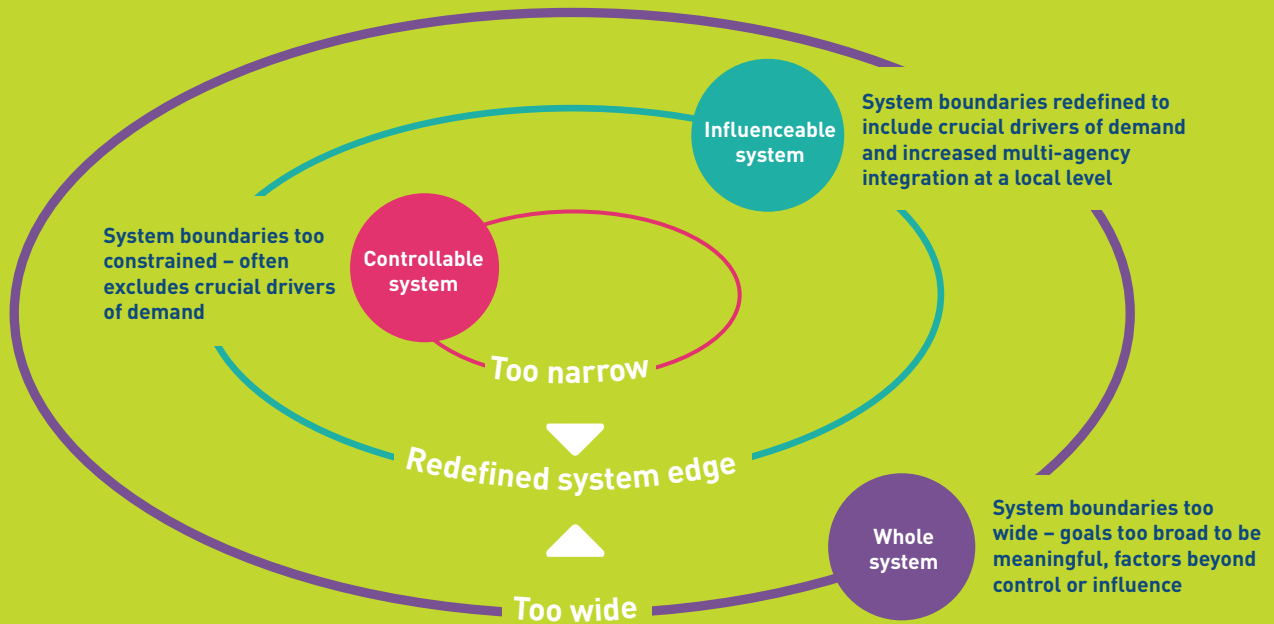 Influenceable
system
System boundaries redefined to
include crucial drivers of demand
and increased multi-agency
integration at a local level
System boundaries too
constrained – often
excludes crucial drivers
of demand
Controllable
system
Too narrow
Redefined system edge
System boundaries too
wide – goals too broad to be
meaningful, factors beyond
control or influence
Whole
system
Too wide